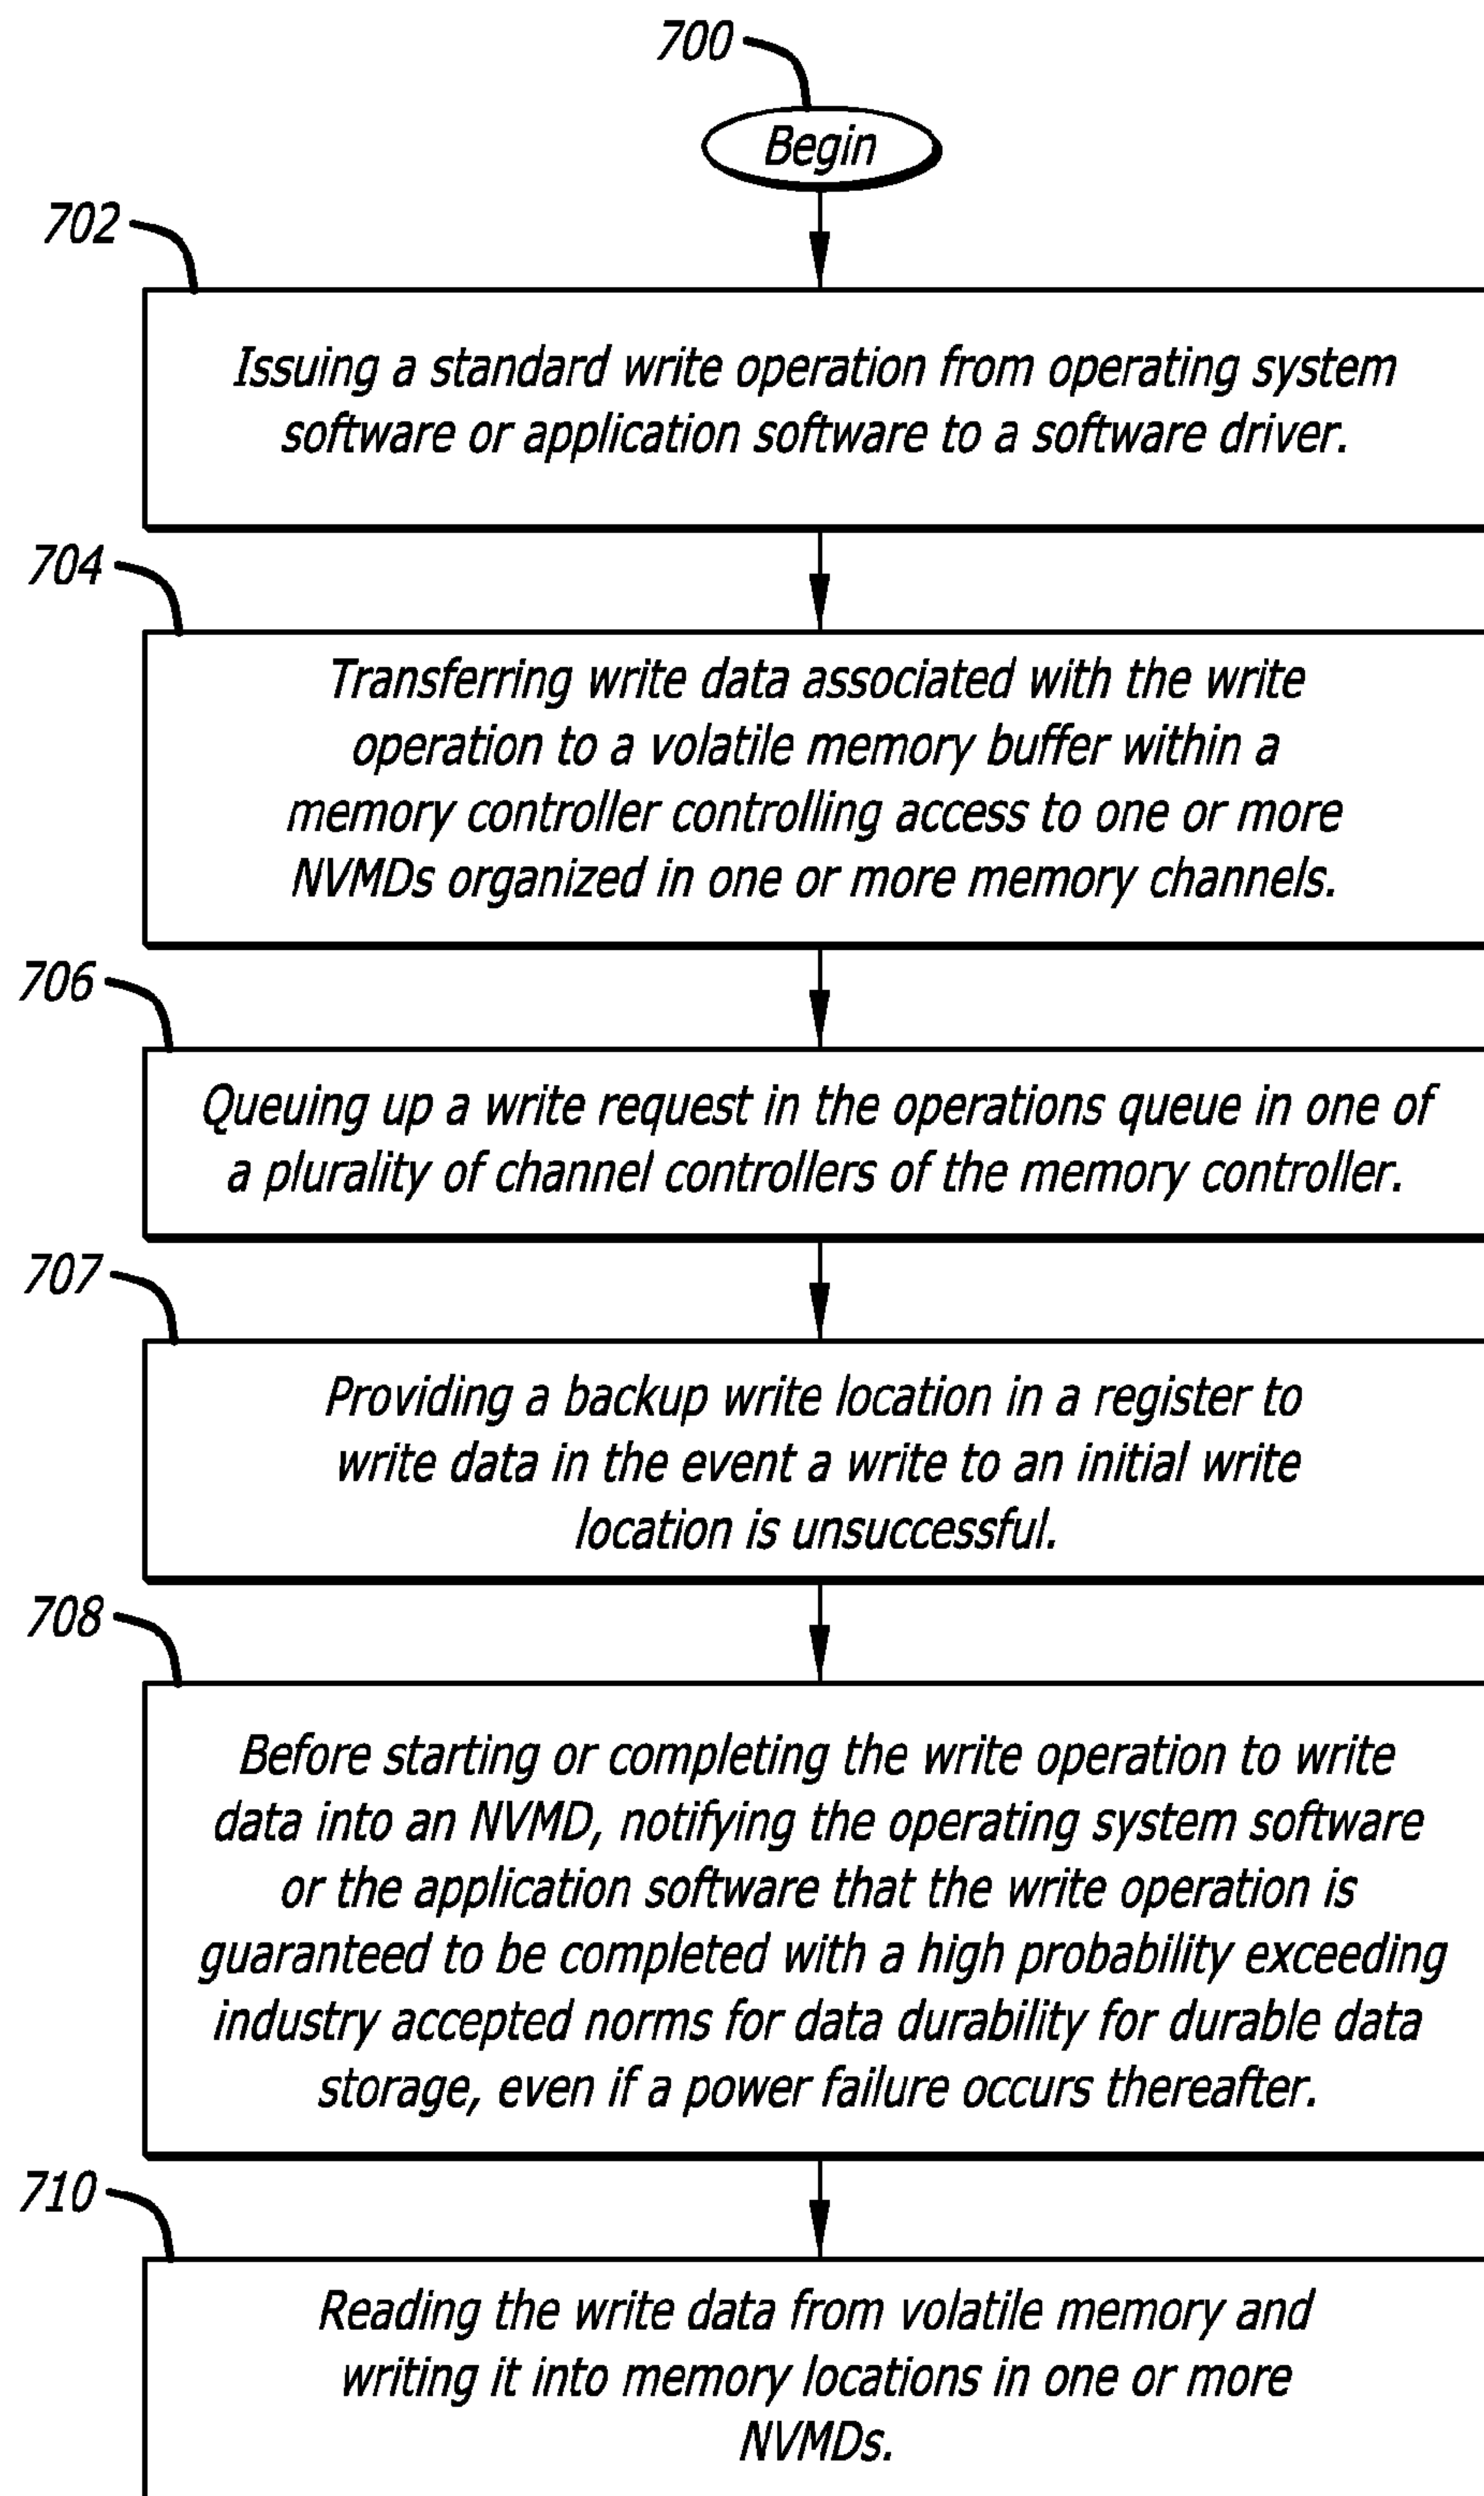 700
Begin
702
Issuing a standard write operation from operating system
software or application software to a software driver.
704
Transferring write data associated with the write
operation to a volatile memory buffer within a
memory controller controlling access to one or more
NVMDs organized in one or more memory channels.
706
Queuing up a write request in the operations queue in one of
a plurality of channel controllers of the memory controller.
707
Providing a backup write location in a register to
write data in the event a write to an initial write
location is unsuccessful.
708
Before starting or completing the write operation to write
data into an NVMD, notifying the operating system software
or the application software that the write operation is
guaranteed to be completed with a high probability exceeding
industry accepted norms for data durability for durable data
storage, even if a power failure occurs thereafter.
710
Reading the write data from volatile memory and
writing it into memory locations in one or more
NVMDs.